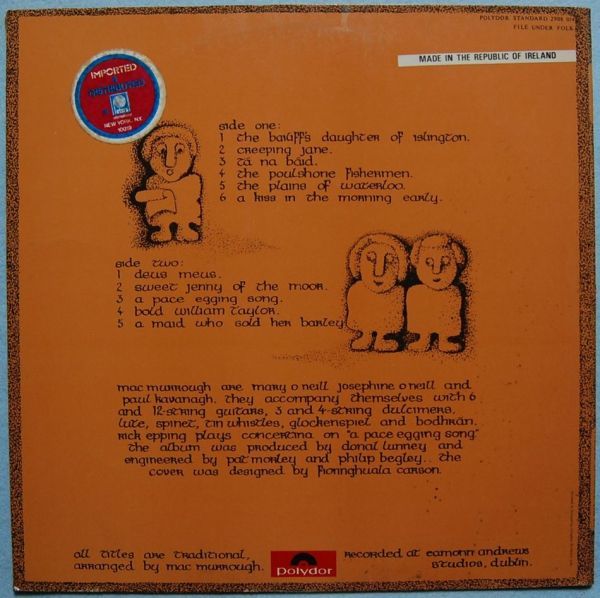 POLYDOR STANDARD 2908 014
FILE UNDER FOLK
MADE IN THE REPUBLIC OF IRELAND
IMPORTED
&
DISTRIBUTED
NEW YORK, N.Y.
10019
side one:
1 the bailiff's daughter of islington.
2 creeping jane.
3 tá na báid.
4 the poulshone fishermen.
5 the plains of waterloo.
6 a kiss in the morning early.
side two:
1 deus meus.
2 sweet jenny of the moor.
3 a pace egging song.
4 bold william taylor.
5 a maid who sold her barley
mac murrough are mary o neill josephine o neill and
paul kavanagh. they accompany themselves with 6
and 12-string guitars, 3 and 4-string dulcimers,
lute, spinet, tin whistles, glockenspiel and bodhrán.
rick epping plays concertina on "a pace egging song"
the album was produced by donal lunney and
engineered by pat morley and philip begley.. the
cover was designed by fionnghuala carson.
all titles are traditional,
arranged by mac murrough.
polydor
recorded at eamonn andrews
studios, dublin.